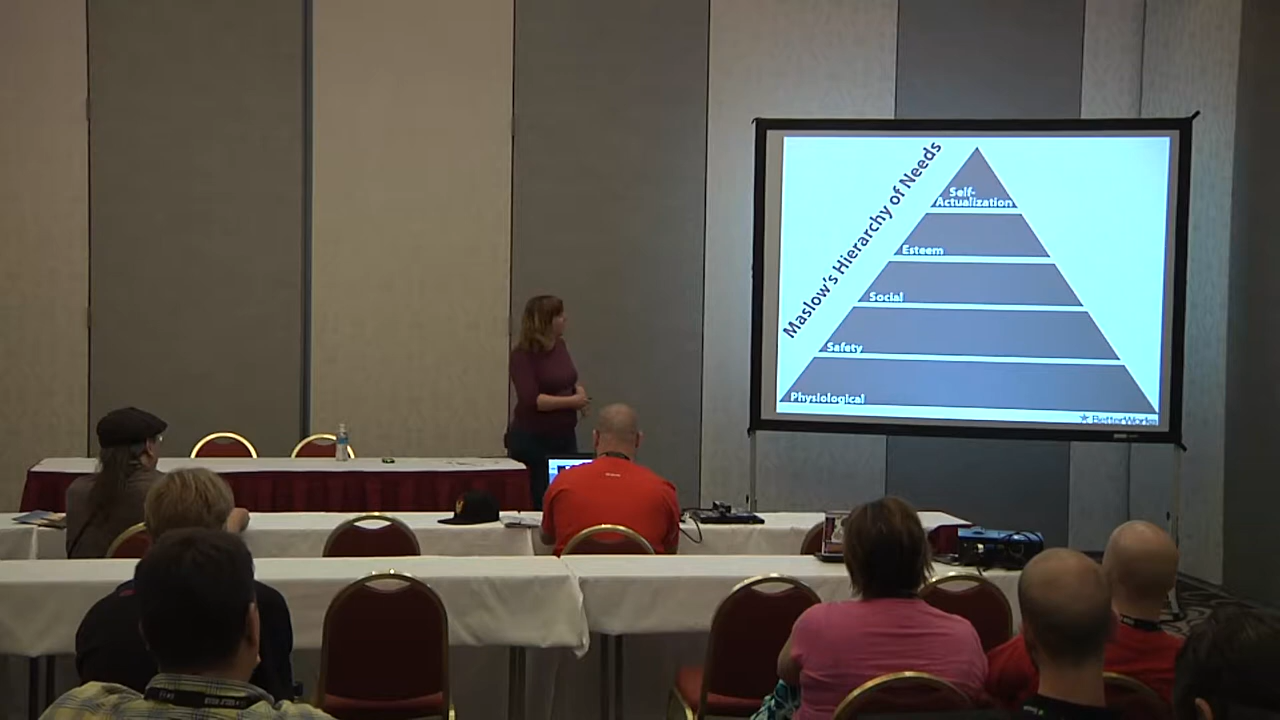 Maslow's Hierarchy of Needs
Self-
Actualization
Esteem
Social
Safety
Physiological
BetterWorks